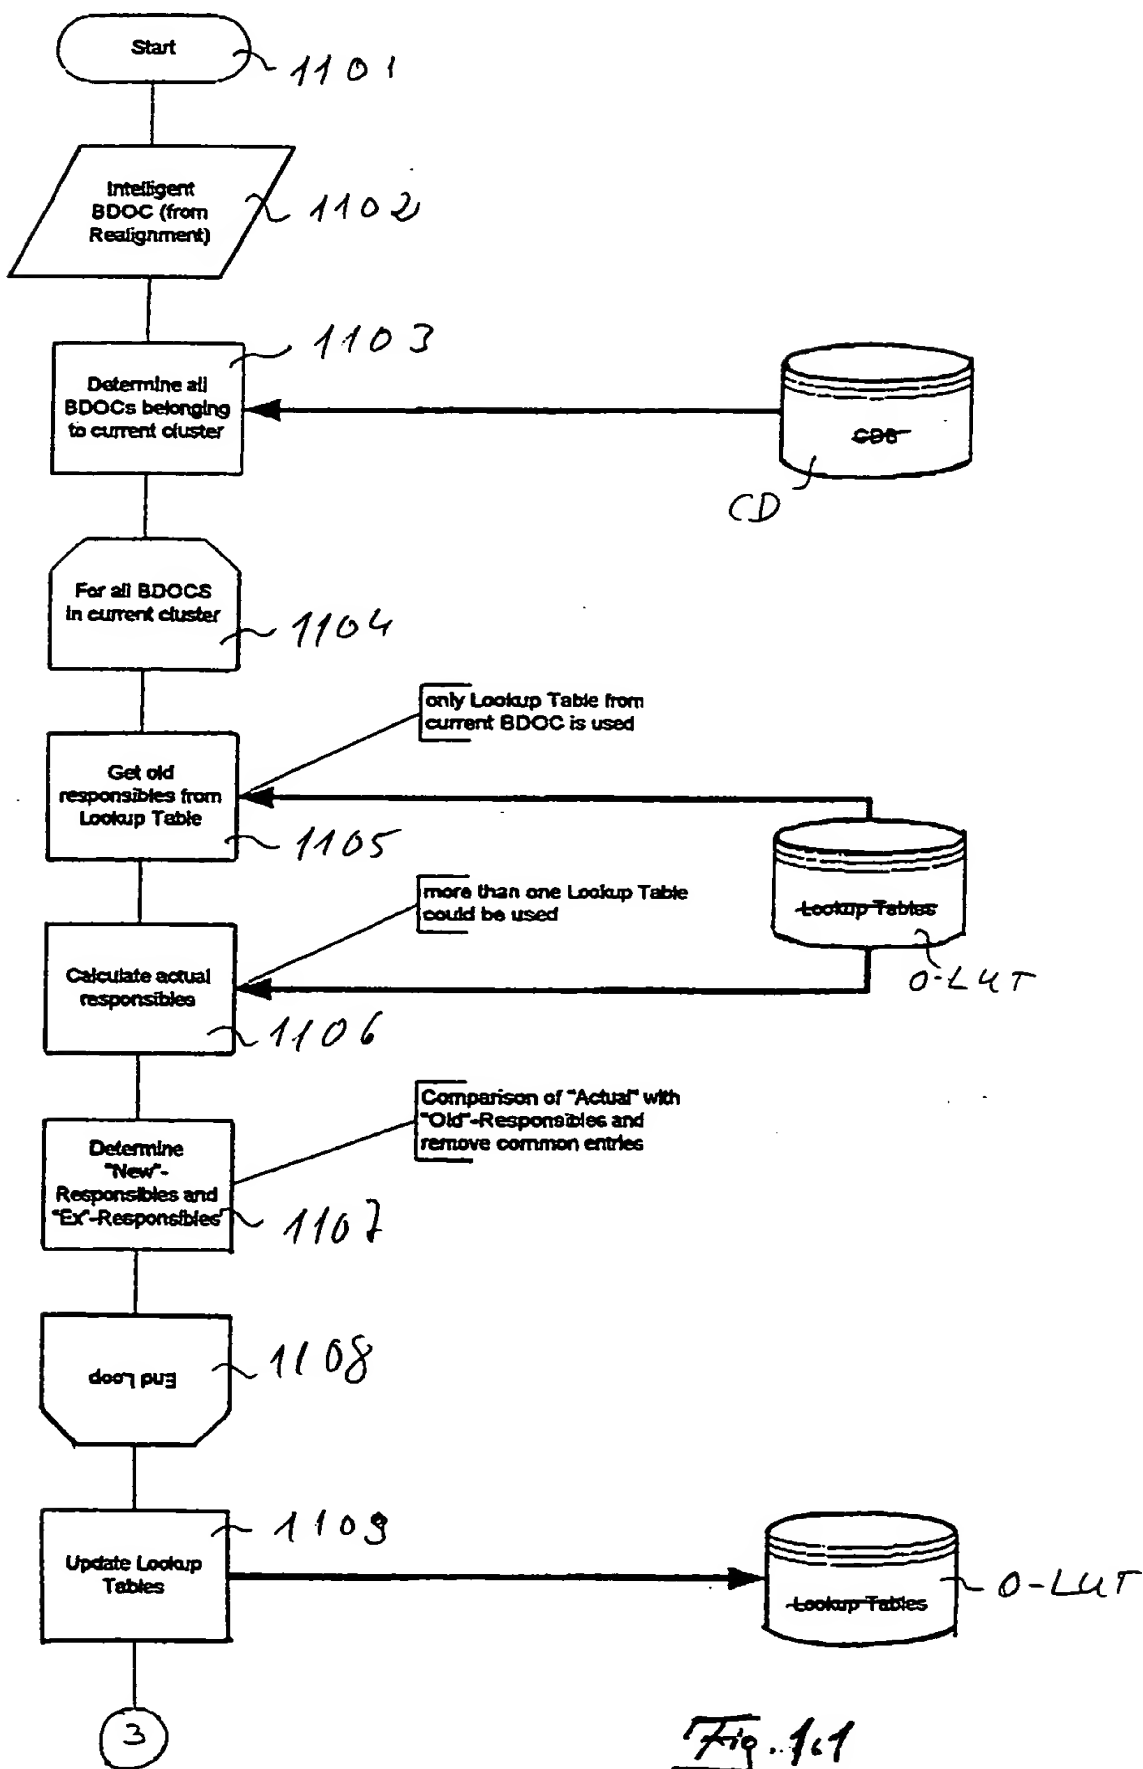 Start
1101
Intelligent
BDOC (from
Realignment)
1102
1103
Determine all
BDOCs belonging
to current cluster
CDB
CD
For all BDOCS
in current cluster
1104
only Lookup Table from
current BDOC is used
Get old
responsibles from
Lookup Table
1105
Lookup Tables
O-LUT
more than one Lookup Table
could be used
Calculate actual
responsibles
1106
Comparison of "Actual" with
"Old"-Responsibles and
remove common entries
Determine
"New"-
Responsibles and
"Ex"-Responsibles
1107
End Loop
1108
1109
Update Lookup
Tables
Lookup Tables
O-LUT
3
Fig. 11